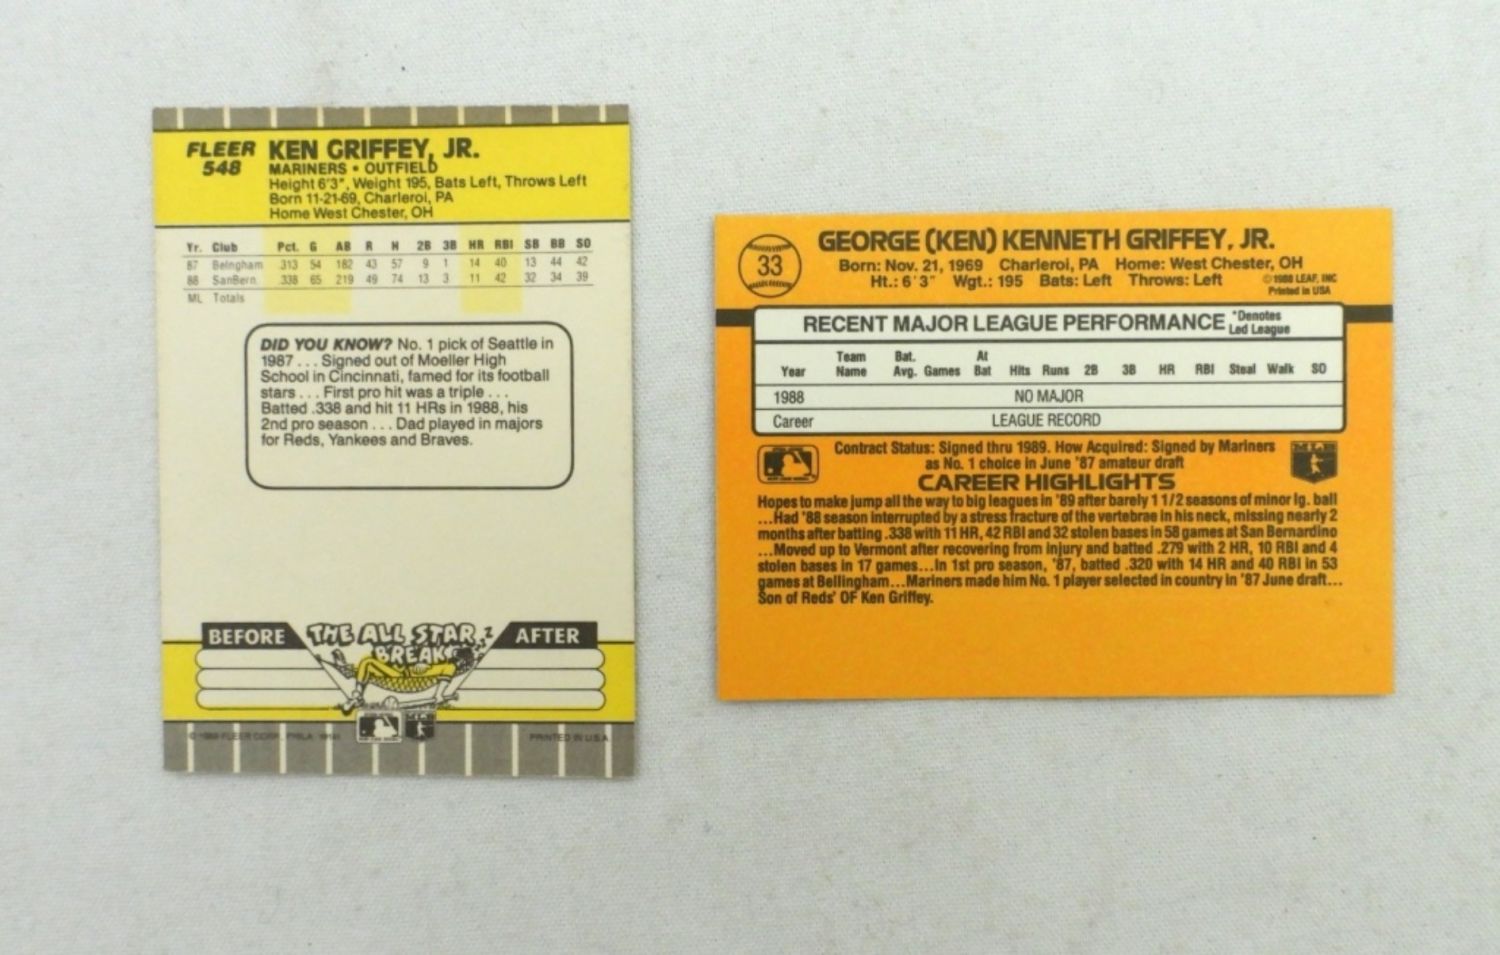 FLEER
548
KEN GRIFFEY, JR.
MARINERS • OUTFIELD
Height 6'3", Weight 195, Bats Left, Throws Left
Born 11-21-69, Charleroi, PA
Home West Chester, OH
Yr. Club Pct. G AB R H 2B 3B HR RBI SB BB SO
87 Belngham .313 54 182 43 57 9 1 14 40 13 44 42
88 SanBern .338 65 219 49 74 13 3 11 42 32 34 39
ML Totals
DID YOU KNOW? No. 1 pick of Seattle in
1987 . . . Signed out of Moeller High
School in Cincinnati, famed for its football
stars . . . First pro hit was a triple . . .
Batted .338 and hit 11 HRs in 1988, his
2nd pro season . . . Dad played in majors
for Reds, Yankees and Braves.
BEFORE THE ALL STAR BREAK AFTER
© 1989 FLEER CORP., PHILA. 19141
PRINTED IN U.S.A.
33
GEORGE (KEN) KENNETH GRIFFEY, JR.
Born: Nov. 21, 1969 Charleroi, PA Home: West Chester, OH
Ht.: 6'3" Wgt.: 195 Bats: Left Throws: Left
© 1988 LEAF, INC
Printed in USA
RECENT MAJOR LEAGUE PERFORMANCE *Denotes Led League
Year Team Name Bat. Avg. Games At Bat Hits Runs 2B 3B HR RBI Steal Walk SO
1988 NO MAJOR
Career LEAGUE RECORD
Contract Status: Signed thru 1989. How Acquired: Signed by Mariners
as No. 1 choice in June '87 amateur draft
CAREER HIGHLIGHTS
Hopes to make jump all the way to big leagues in '89 after barely 1 1/2 seasons of minor lg. ball
...Had '88 season interrupted by a stress fracture of the vertebrae in his neck, missing nearly 2
months after batting .338 with 11 HR, 42 RBI and 32 stolen bases in 58 games at San Bernardino
...Moved up to Vermont after recovering from injury and batted .279 with 2 HR, 10 RBI and 4
stolen bases in 17 games...In 1st pro season, '87, batted .320 with 14 HR and 40 RBI in 53
games at Bellingham...Mariners made him No. 1 player selected in country in '87 June draft...
Son of Reds' OF Ken Griffey.